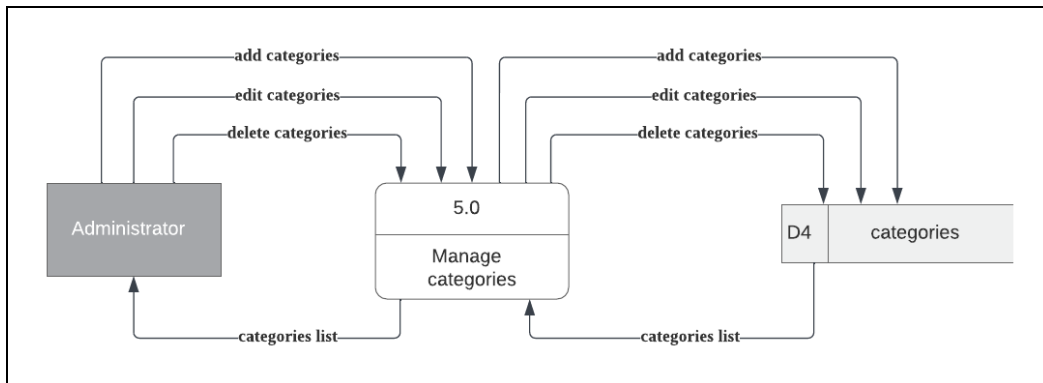 add categories
add categories
edit categories
edit categories
delete categories
delete categories
5.0
Administrator
D4
categories
Manage
categories
categories list
categories list